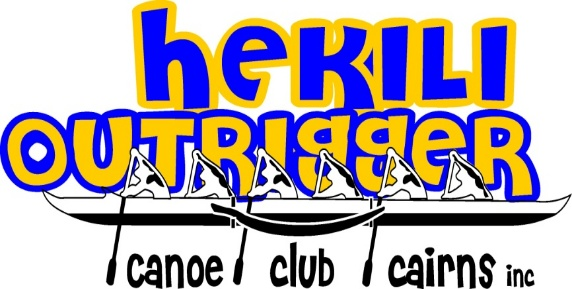 heKILI
OUTRIggeR
canoe club cairns inc